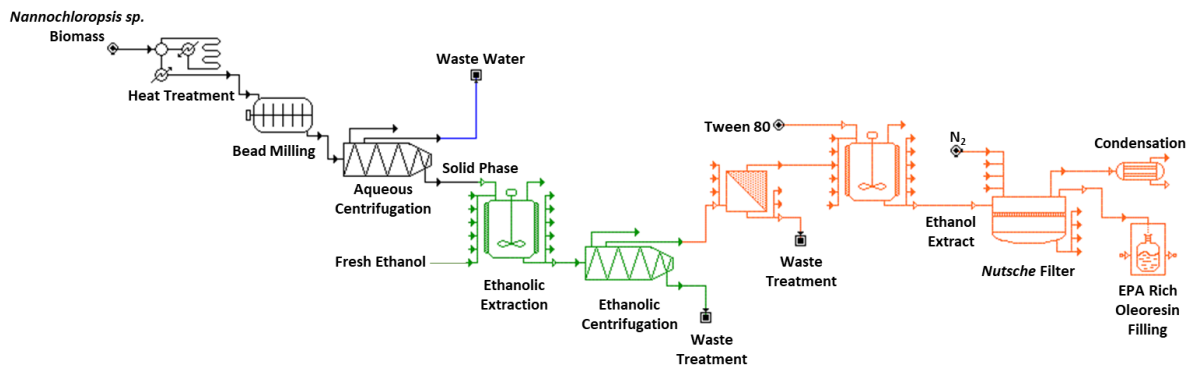 Nannochloropsis sp.
Biomass
Heat Treatment
Bead Milling
Waste Water
Aqueous
Centrifugation
Solid Phase
Fresh Ethanol
Ethanolic
Extraction
Ethanolic
Centrifugation
Waste
Treatment
Tween 80
Waste
Treatment
N2
Ethanol
Extract
Nutsche Filter
Condensation
EPA Rich
Oleoresin
Filling